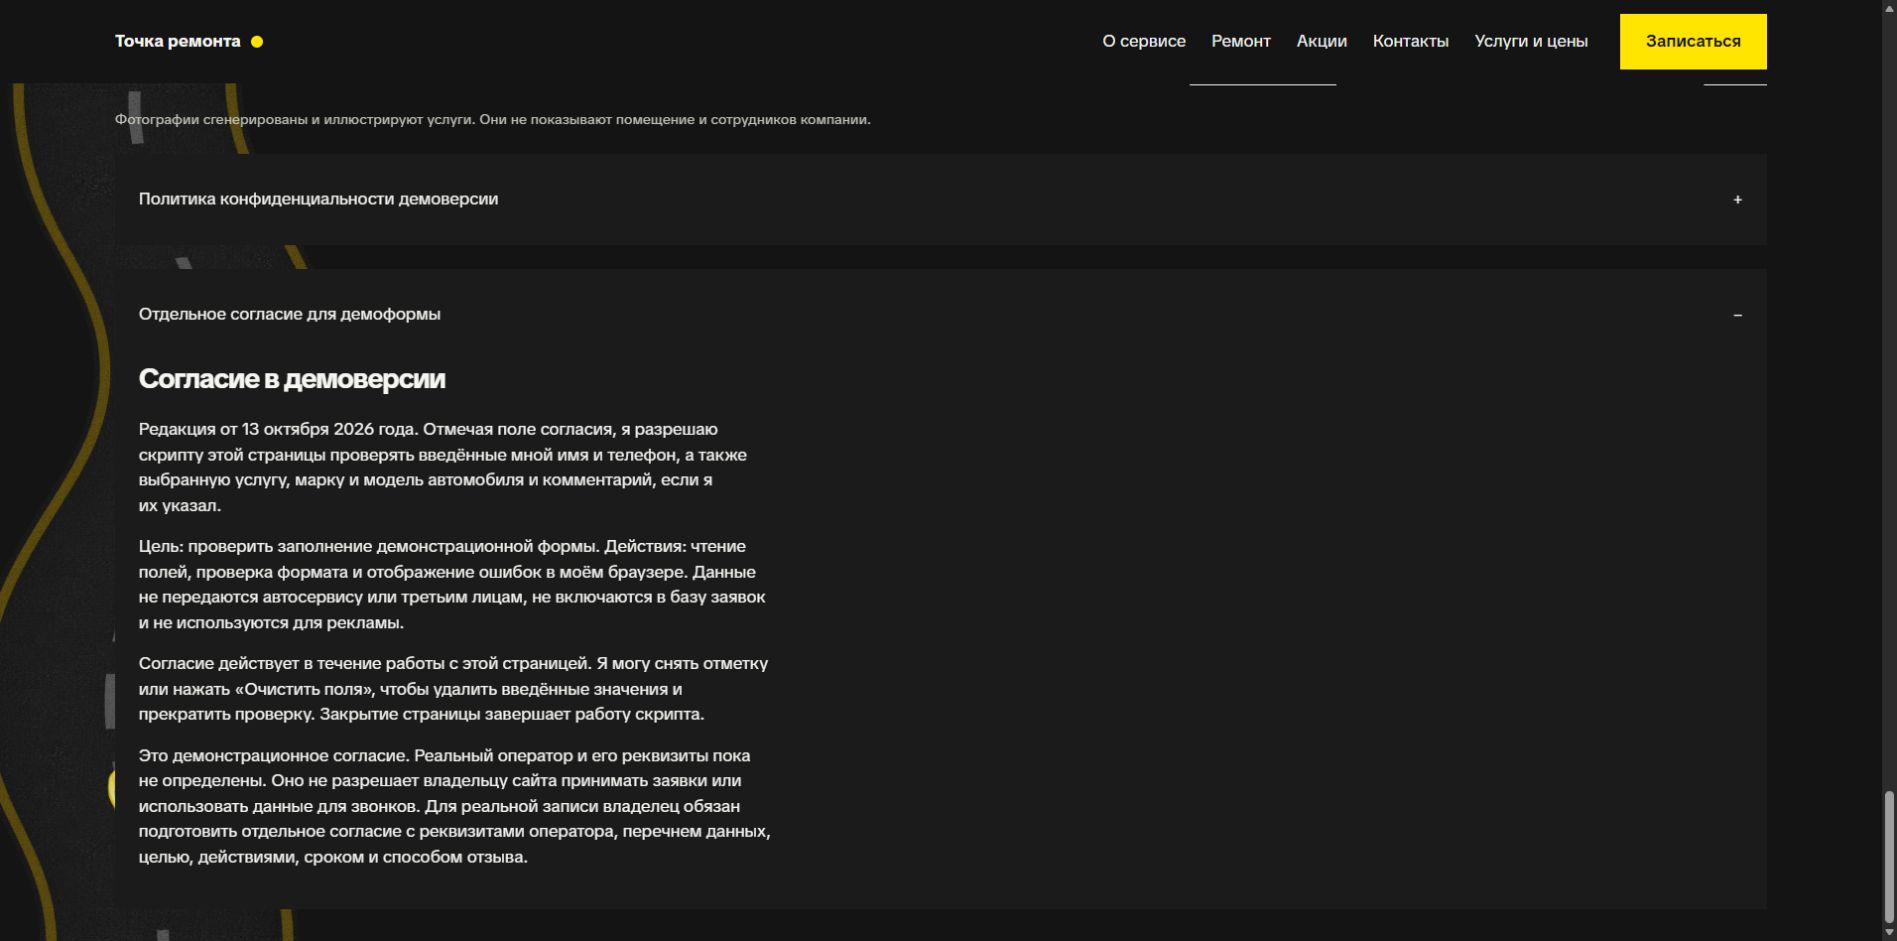 Точка ремонта
О сервисе Ремонт Акции Контакты Услуги и цены Записаться
Фотографии сгенерированы и иллюстрируют услуги. Они не показывают помещение и сотрудников компании.
Политика конфиденциальности демоверсии +
Отдельное согласие для демоформы –
Согласие в демоверсии
Редакция от 13 октября 2026 года. Отмечая поле согласия, я разрешаю
скрипту этой страницы проверять введённые мной имя и телефон, а также
выбранную услугу, марку и модель автомобиля и комментарий, если я
их указал.
Цель: проверить заполнение демонстрационной формы. Действия: чтение
полей, проверка формата и отображение ошибок в моём браузере. Данные
не передаются автосервису или третьим лицам, не включаются в базу заявок
и не используются для рекламы.
Согласие действует в течение работы с этой страницей. Я могу снять отметку
или нажать «Очистить поля», чтобы удалить введённые значения и
прекратить проверку. Закрытие страницы завершает работу скрипта.
Это демонстрационное согласие. Реальный оператор и его реквизиты пока
не определены. Оно не разрешает владельцу сайта принимать заявки или
использовать данные для звонков. Для реальной записи владелец обязан
подготовить отдельное согласие с реквизитами оператора, перечнем данных,
целью, действиями, сроком и способом отзыва.